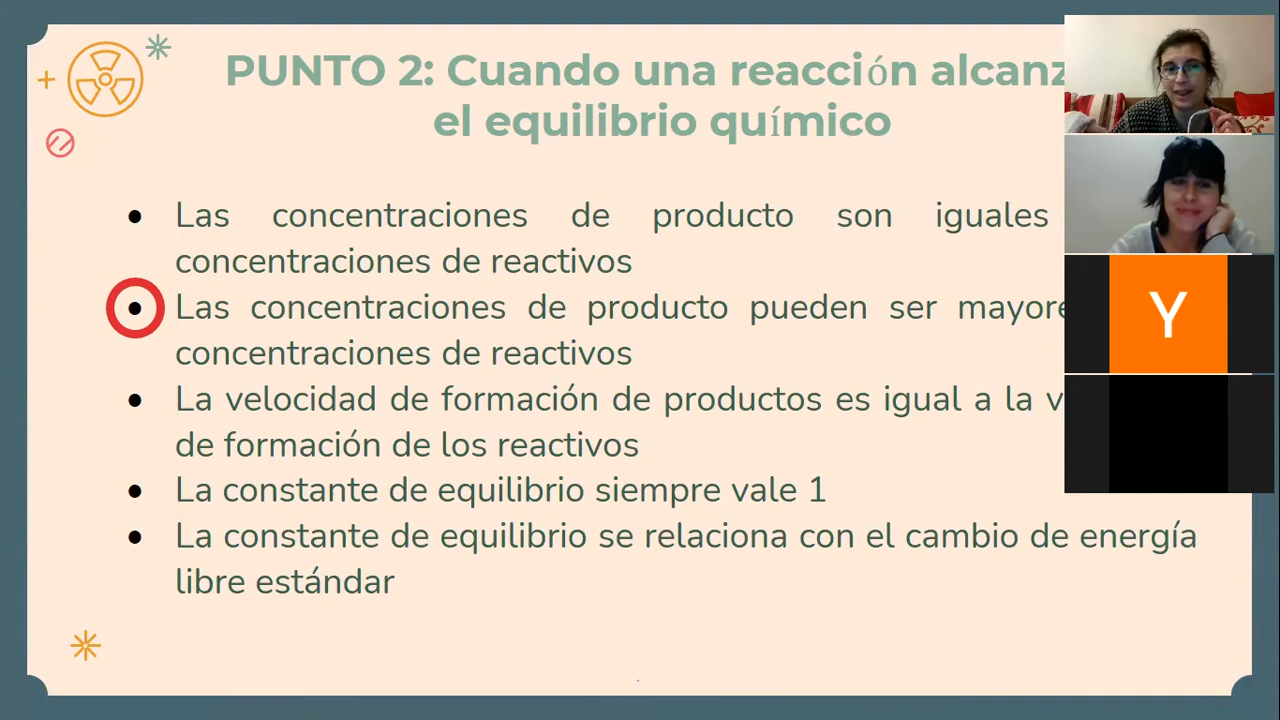 PUNTO 2: Cuando una reacción alcanz
el equilibrio químico
• Las concentraciones de producto son iguales
concentraciones de reactivos
• Las concentraciones de producto pueden ser mayore
concentraciones de reactivos
• La velocidad de formación de productos es igual a la v
de formación de los reactivos
• La constante de equilibrio siempre vale 1
• La constante de equilibrio se relaciona con el cambio de energía
libre estándar
Y